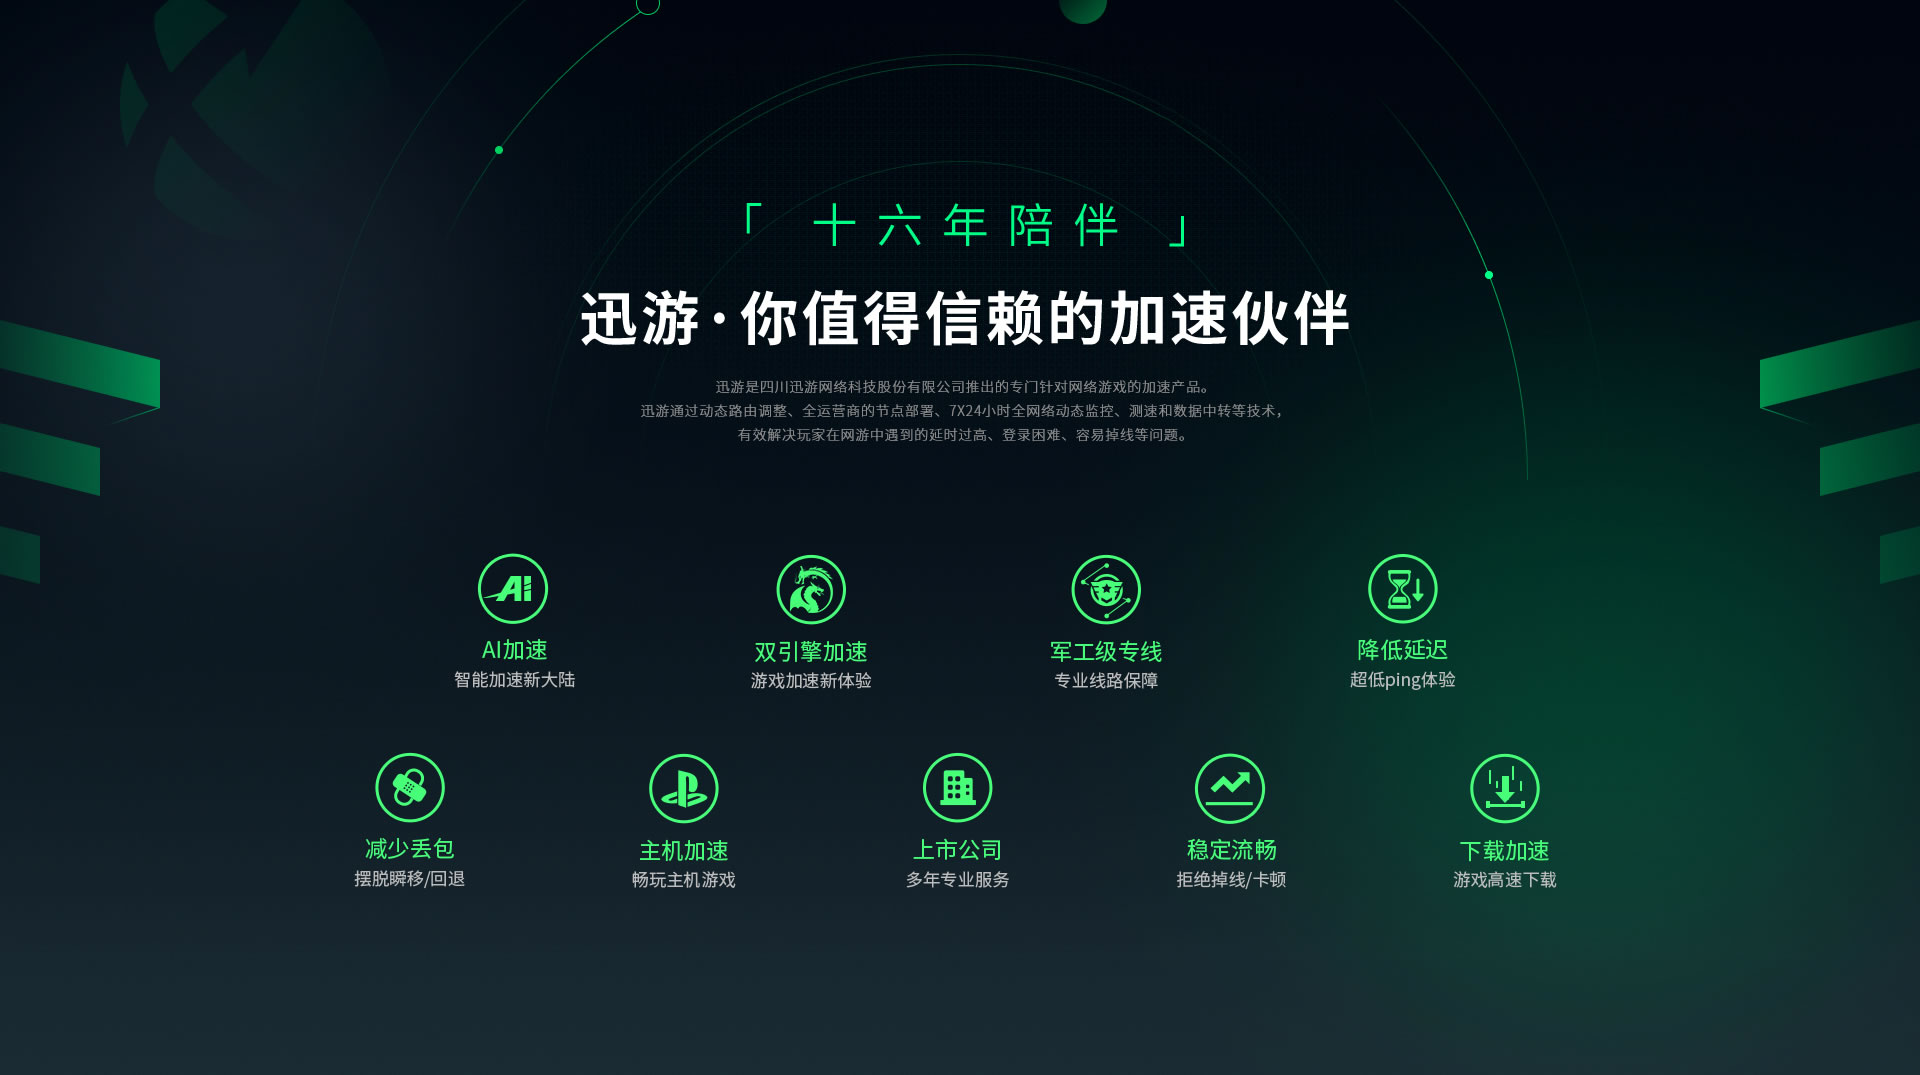 「 十六年陪伴 」
迅游·你值得信赖的加速伙伴
迅游是四川迅游网络科技股份有限公司推出的专门针对网络游戏的加速产品。
迅游通过动态路由调整、全运营商的节点部署、7X24小时全网络动态监控、测速和数据中转等技术，
有效解决玩家在网游中遇到的延时过高、登录困难、容易掉线等问题。
AI
AI加速
智能加速新大陆
双引擎加速
游戏加速新体验
军工级专线
专业线路保障
降低延迟
超低ping体验
减少丢包
摆脱瞬移/回退
主机加速
畅玩主机游戏
上市公司
多年专业服务
稳定流畅
拒绝掉线/卡顿
下载加速
游戏高速下载